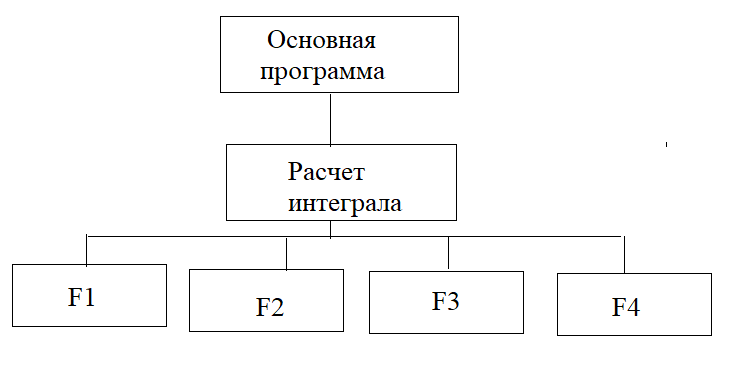 Основная
программа
Расчет
интеграла
F1
F2
F3
F4